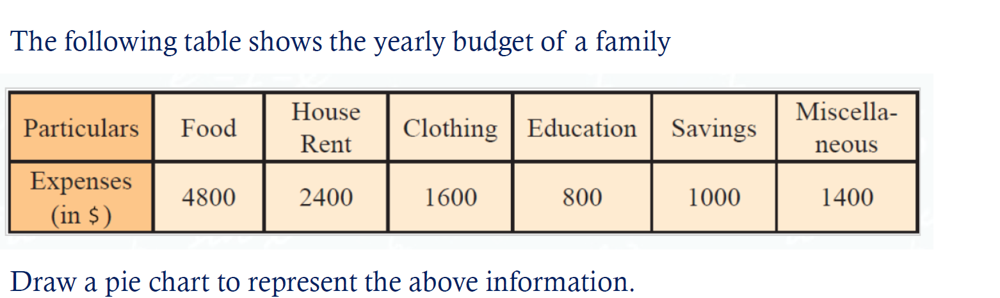 The following table shows the yearly budget of a family
Particulars Food House Rent Clothing Education Savings Miscella-
neous
Expenses (in $) 4800 2400 1600 800 1000 1400
Draw a pie chart to represent the above information.